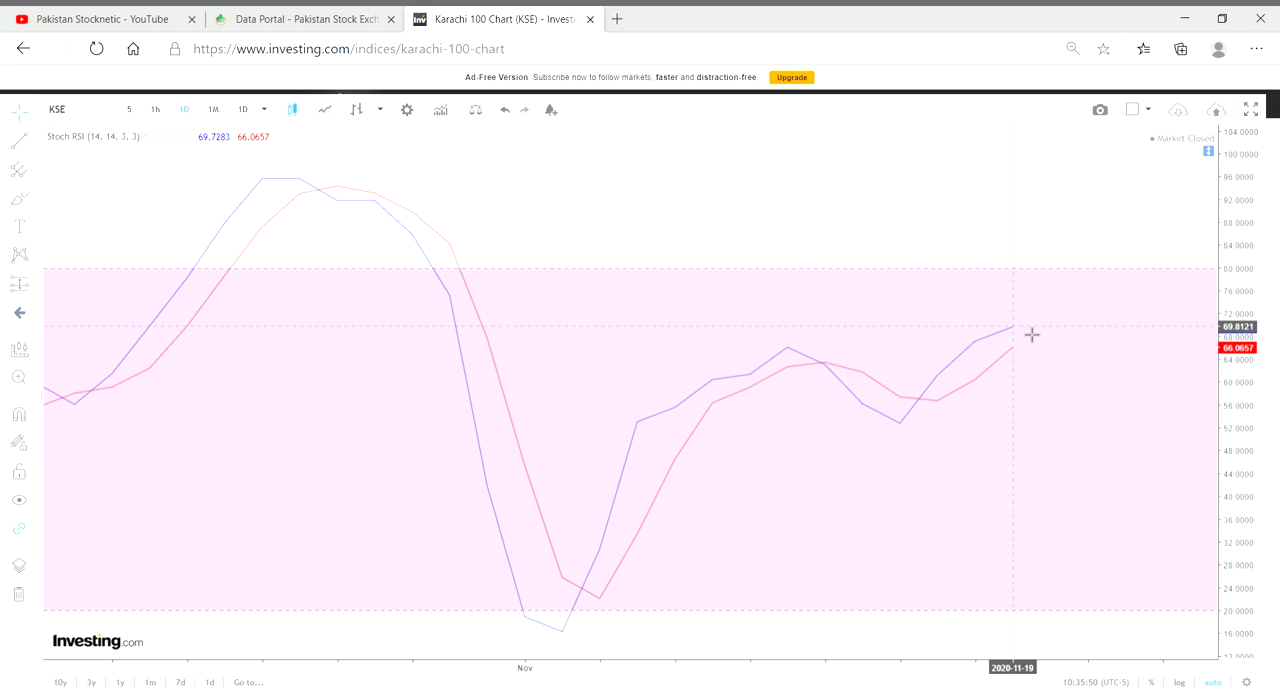 Pakistan Stocknetic - YouTube
Data Portal - Pakistan Stock Exch
Karachi 100 Chart (KSE) - Investi
https://www.investing.com/indices/karachi-100-chart
Ad-Free Version. Subscribe now to follow markets, faster and distraction-free. Upgrade
KSE 5 1h 1D 1M 1D
Stoch RSI (14, 14, 3, 3) 69.7283 66.0657
Market Closed
104.0000
100.0000
96.0000
92.0000
88.0000
84.0000
80.0000
76.0000
72.0000
69.8121
68.0000
66.0657
64.0000
60.0000
56.0000
52.0000
48.0000
44.0000
40.0000
36.0000
32.0000
28.0000
24.0000
20.0000
16.0000
12.0000
Investing.com
Nov 2020-11-19
10y 3y 1y 1m 7d 1d Go to... 10:35:50 (UTC-5) % log auto